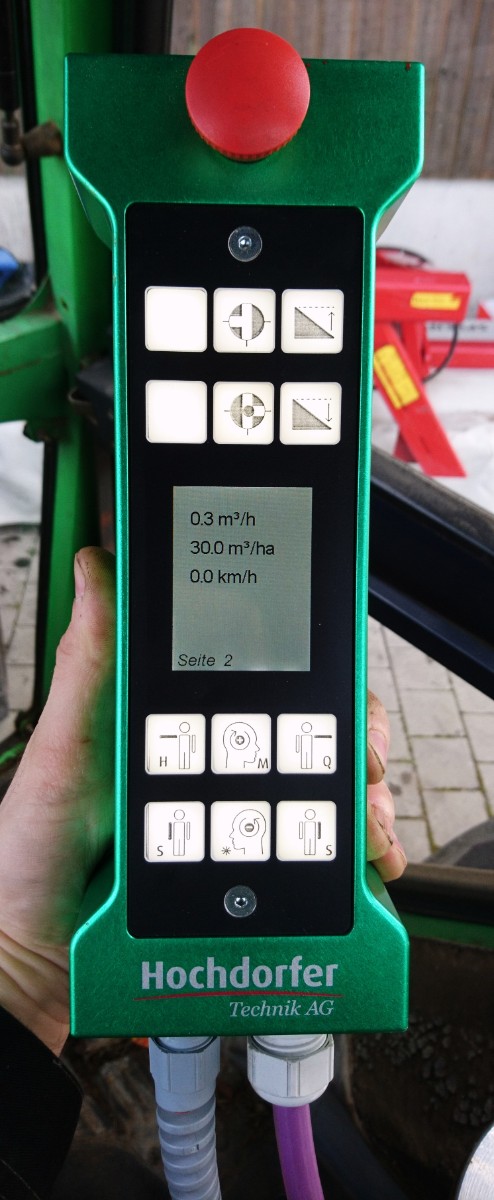 0.3 m³/h
30.0 m³/ha
0.0 km/h
Seite 2
H
M
Q
S
*
S
Hochdorfer
Technik AG